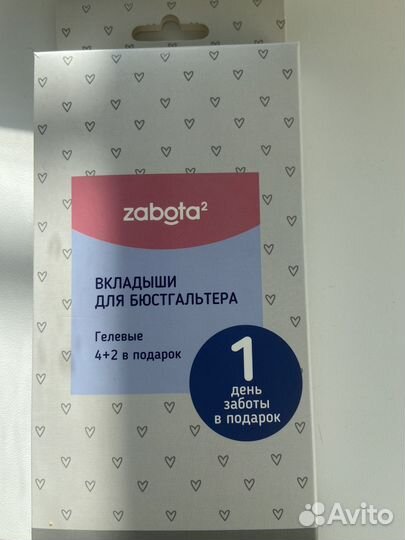 zabota²
ВКЛАДЫШИ
ДЛЯ БЮСТГАЛЬТЕРА
Гелевые
4+2 в подарок
1
день
заботы
в подарок
Avito